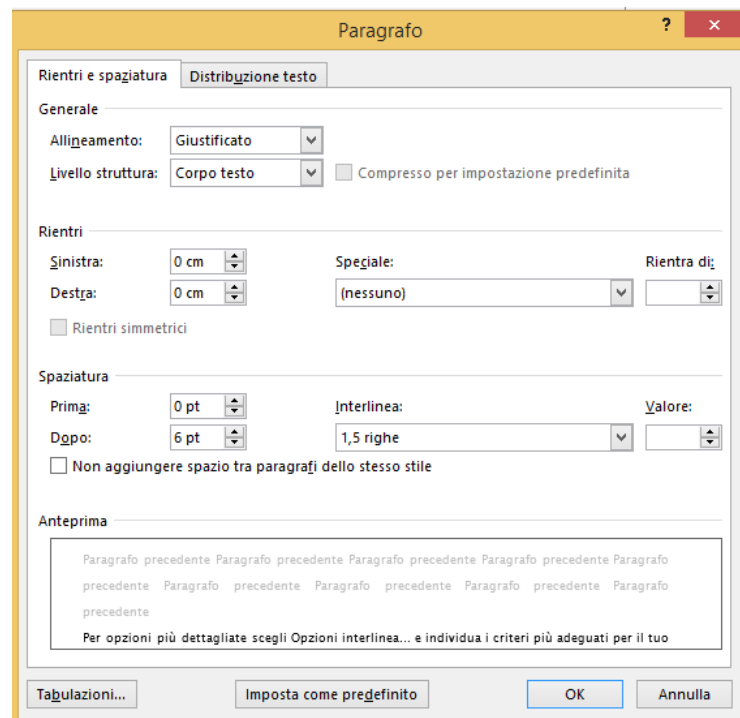 Paragrafo ? ×
Rientri e spaziatura Distribuzione testo
Generale
Allineamento: Giustificato
Livello struttura: Corpo testo Compresso per impostazione predefinita
Rientri
Sinistra: 0 cm Speciale: Rientra di:
Destra: 0 cm (nessuno)
Rientri simmetrici
Spaziatura
Prima: 0 pt Interlinea: Valore:
Dopo: 6 pt 1,5 righe
Non aggiungere spazio tra paragrafi dello stesso stile
Anteprima
Paragrafo precedente Paragrafo precedente Paragrafo precedente Paragrafo precedente Paragrafo
precedente Paragrafo precedente Paragrafo precedente Paragrafo precedente Paragrafo
precedente
Per opzioni più dettagliate scegli Opzioni interlinea... e individua i criteri più adeguati per il tuo
Tabulazioni... Imposta come predefinito OK Annulla